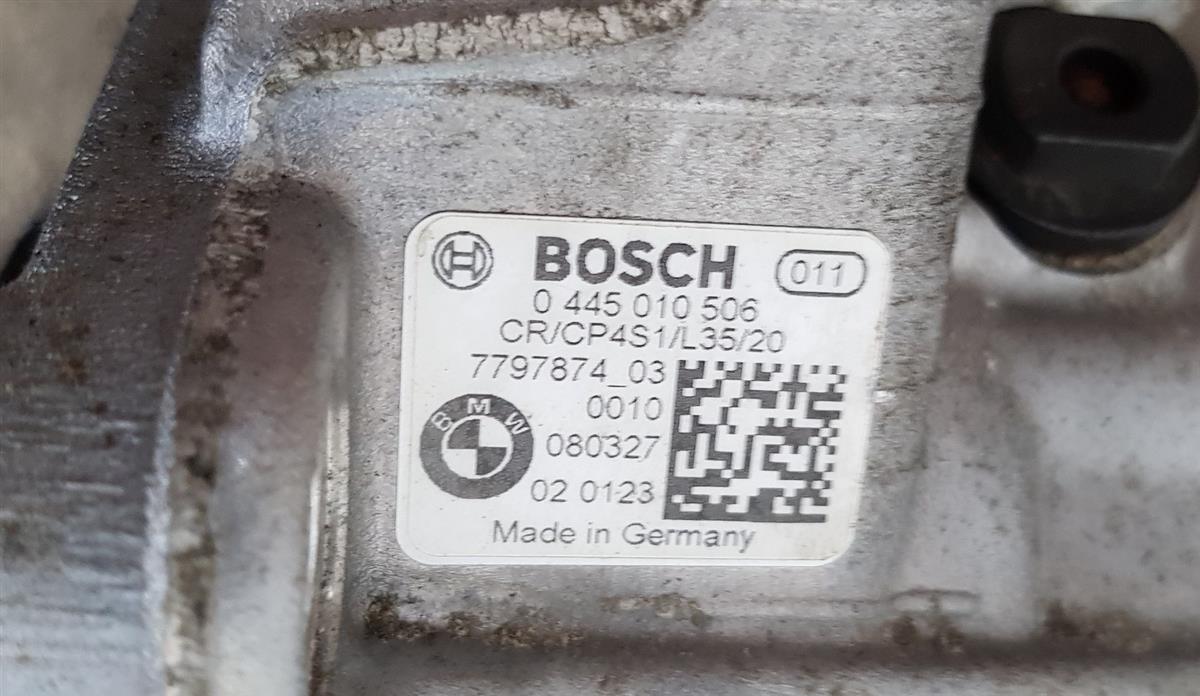 BOSCH 011
0 445 010 506
CR/CP4S1/L35/20
7797874_03
0010
BMW
080327
02 0123
Made in Germany